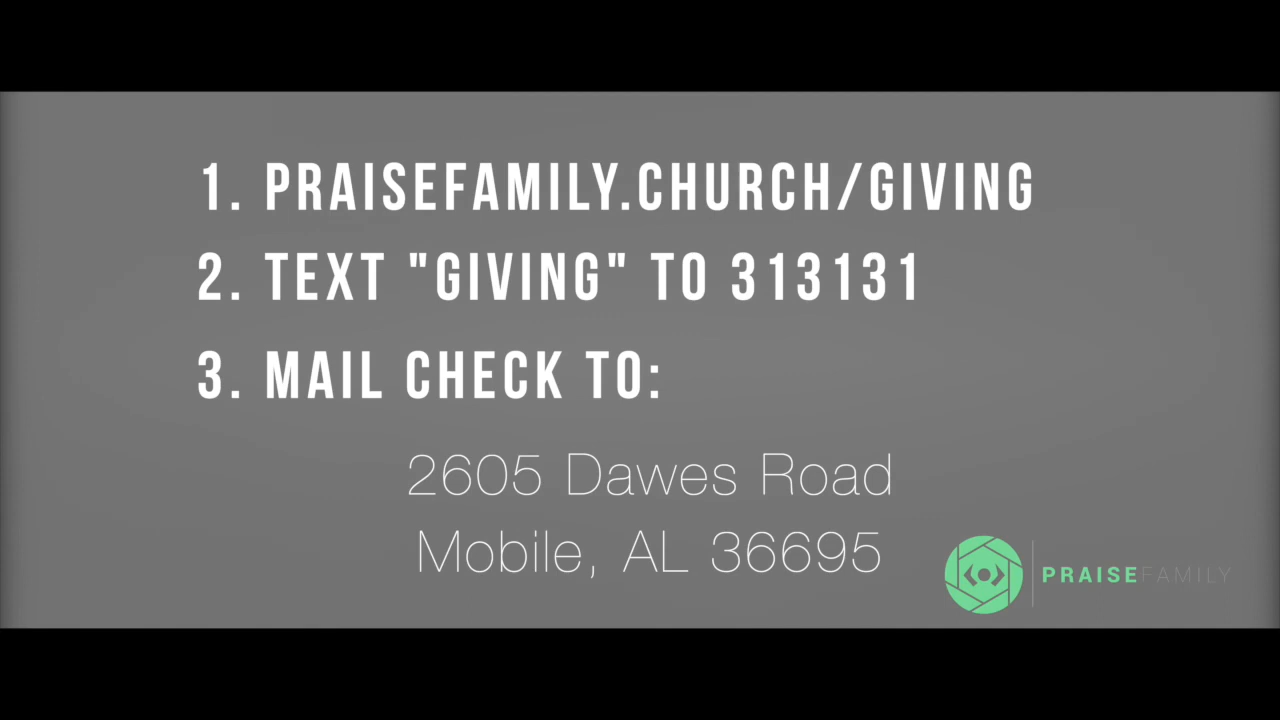 1. PRAISEFAMILY.CHURCH/GIVING
2. TEXT "GIVING" TO 313131
3. MAIL CHECK TO:
2605 Dawes Road
Mobile, AL 36695
PRAISEFAMILY